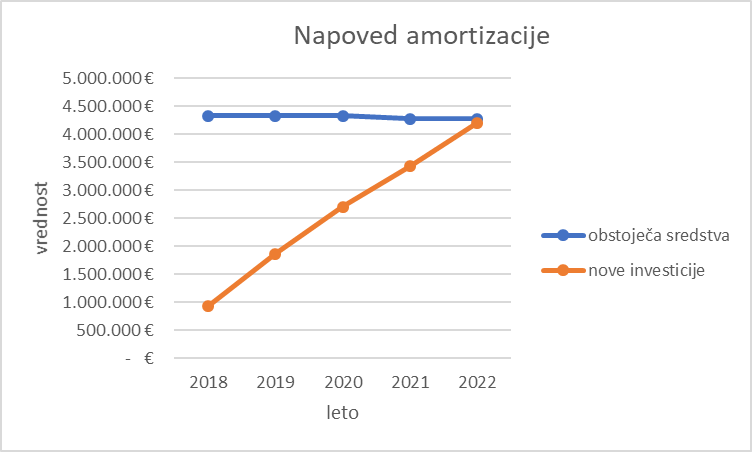 Napoved amortizacije
vrednost
5.000.000 €
4.500.000 €
4.000.000 €
3.500.000 €
3.000.000 €
2.500.000 €
2.000.000 €
1.500.000 €
1.000.000 €
500.000 €
- €
2018 2019 2020 2021 2022
leto
obstoječa sredstva
nove investicije